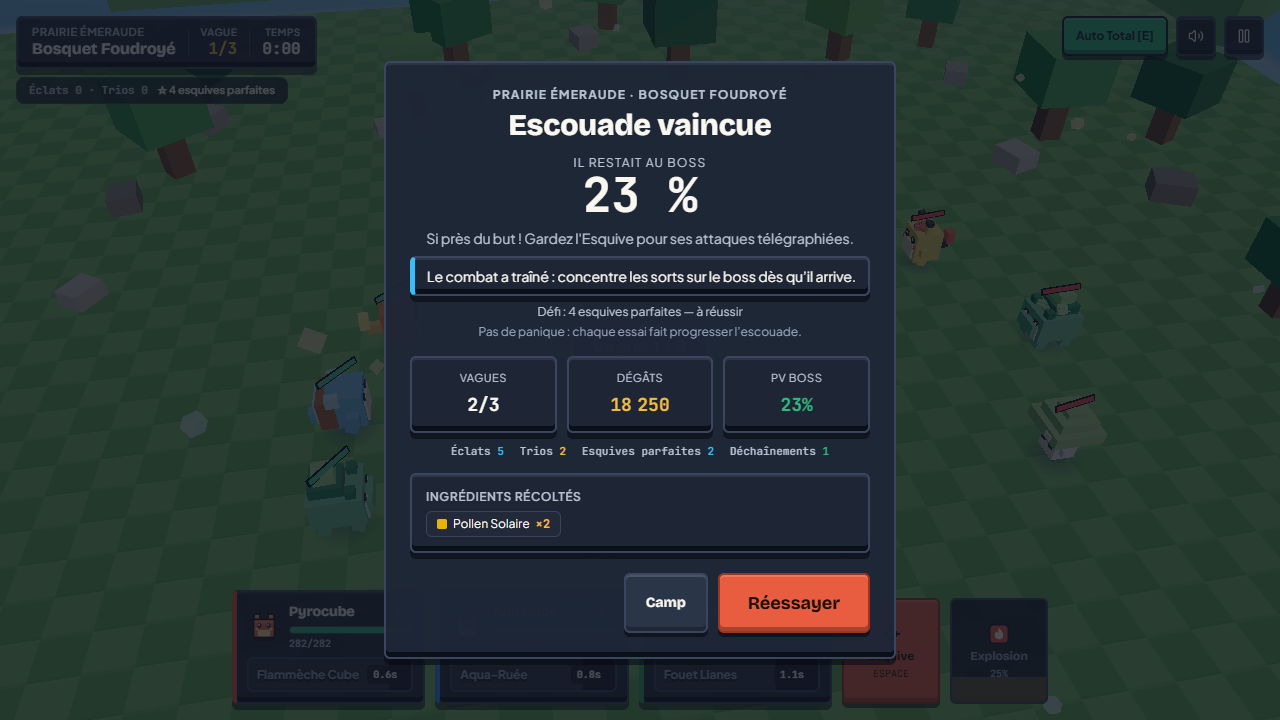 PRAIRIE ÉMERAUDE
Bosquet Foudroyé
VAGUE
1/3
TEMPS
0:00
Éclats 0 · Trios 0 ★ 4 esquives parfaites
Auto Total [E]
PRAIRIE ÉMERAUDE · BOSQUET FOUDROYÉ
Escouade vaincue
IL RESTAIT AU BOSS
23 %
Si près du but ! Gardez l'Esquive pour ses attaques télégraphiées.
Le combat a traîné : concentre les sorts sur le boss dès qu'il arrive.
Défi : 4 esquives parfaites — à réussir
Pas de panique : chaque essai fait progresser l'escouade.
VAGUES
2/3
DÉGÂTS
18 250
PV BOSS
23%
Éclats 5 Trios 2 Esquives parfaites 2 Déchaînements 1
INGRÉDIENTS RÉCOLTÉS
Pollen Solaire ×2
Camp
Réessayer
Pyrocube
282/282
Flammèche Cube 0.6s
Aqua-Ruée 0.8s
Fouet Lianes 1.1s
ESPACE
Explosion
25%